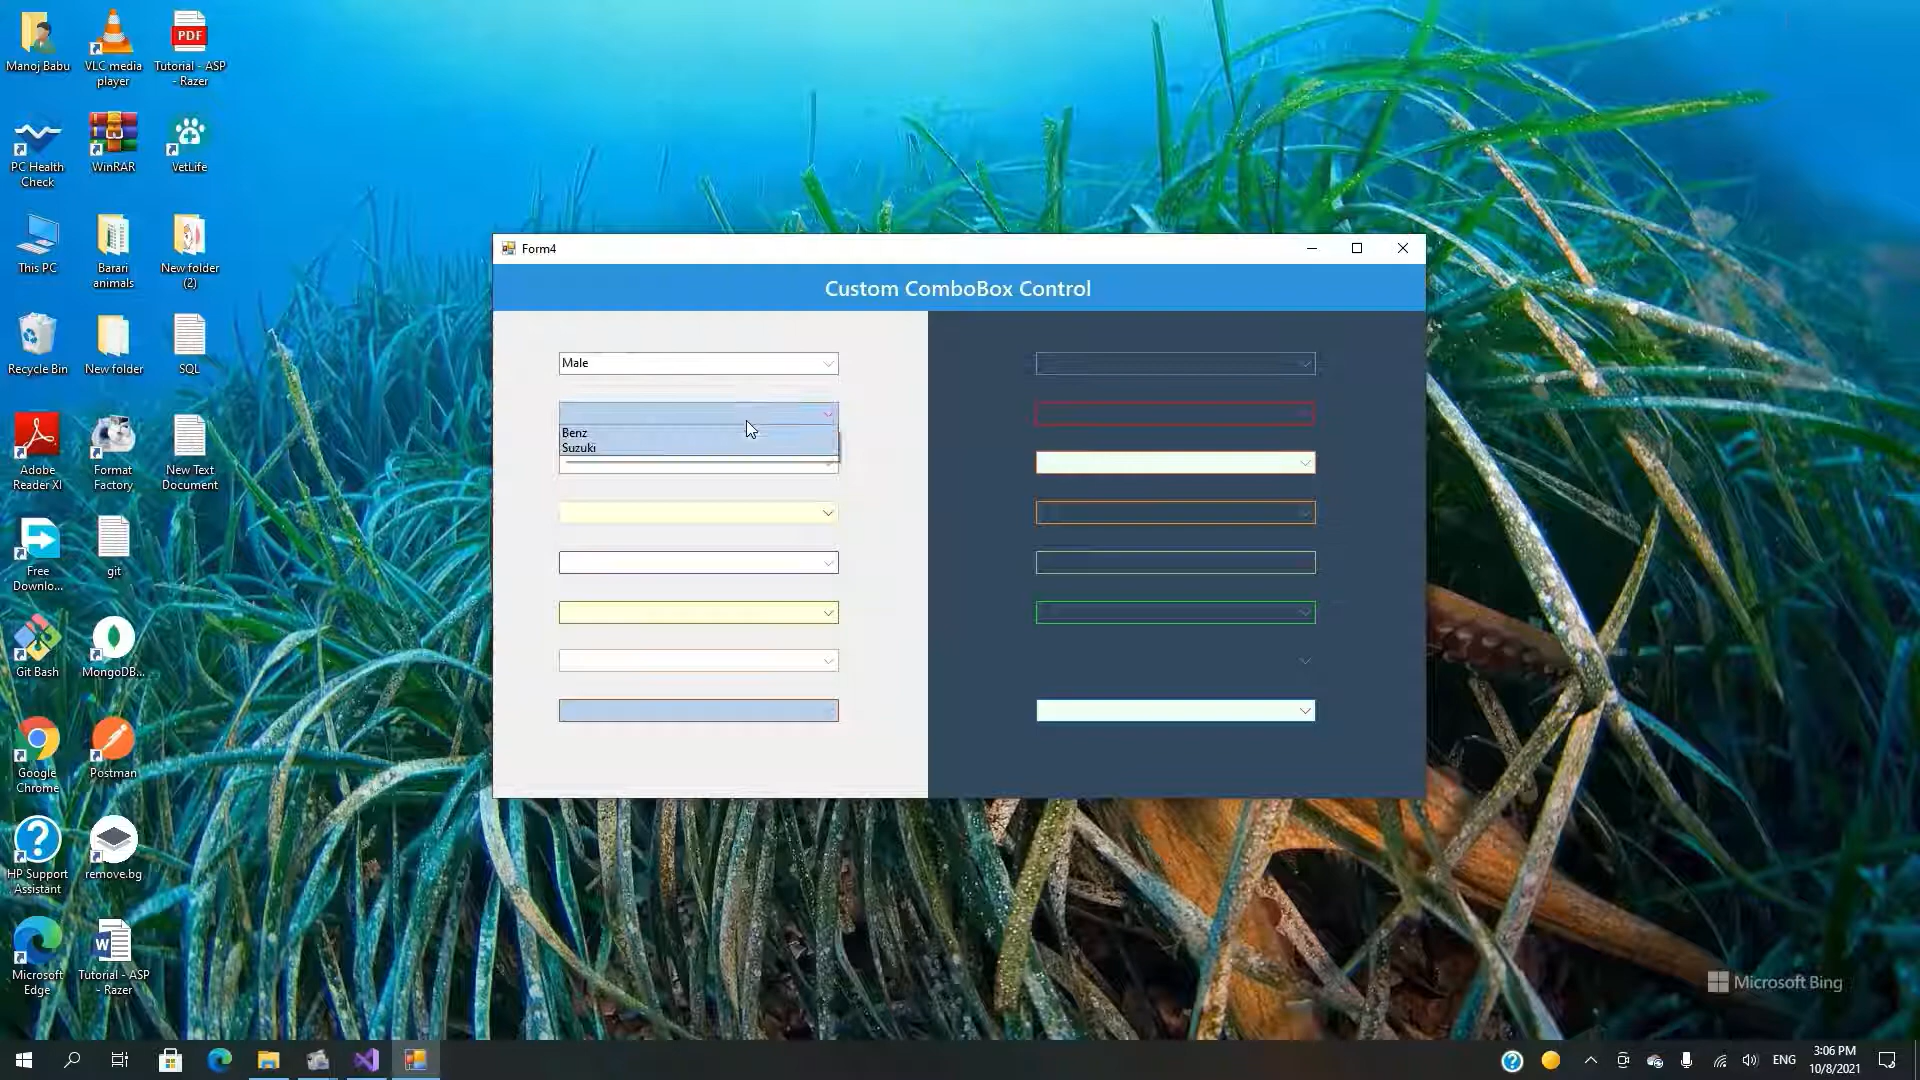 Manoj Babu
VLC media
player
PDF
Tutorial - ASP
- Razer
PC Health
Check
WinRAR
VetLife
This PC
Barari
animals
New folder
(2)
Recycle Bin
New folder
SQL
Adobe
Reader XI
Format
Factory
New Text
Document
Free
Downlo...
git
Git Bash
MongoDB...
Google
Chrome
Postman
HP Support
Assistant
remove.bg
Microsoft
Edge
W
Tutorial - ASP
- Razer
Form4
Custom ComboBox Control
Male
Benz
Suzuki
Microsoft Bing
ENG
3:06 PM
10/8/2021